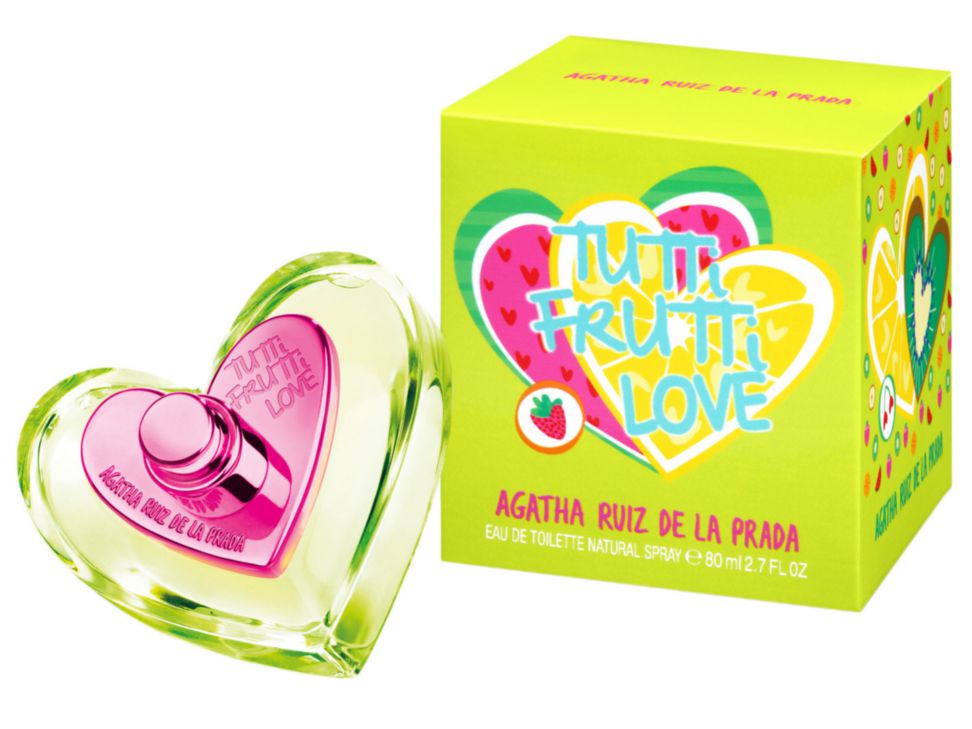 AGATHA RUIZ DE LA PRADA
TUTTi
FRUTTi
LOVE
AGATHA RUIZ DE LA PRADA
EAU DE TOILETTE NATURAL SPRAY ℮ 80 ml 2.7 FL OZ
AGATHA RUIZ DE LA PRADA
TUTTi
FRUTTi
LOVE
AGATHA RUIZ DE LA PRADA